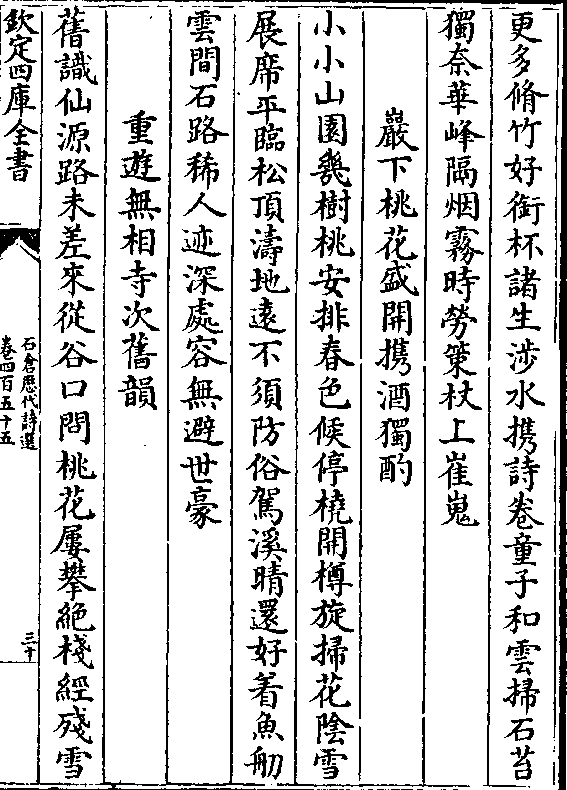 更多脩竹好銜杯諸生涉水携詩卷童子和雲掃石苔
獨奈華峰隔烟霧時勞策杖上崔嵬
巖下桃花盛開携酒獨酌
小小山園幾樹桃安排春色候停橈開樽旋掃花陰雪
展席平臨松頂濤地遠不須防俗駕溪晴還好着魚舠
雲間石路稀人迹深處容無避世豪
重遊無相寺次舊韻
舊識仙源路未差來從谷口問桃花屢攀絶棧經殘雪
欽定四庫全書
石倉歷代詩選
卷四百五十五
三十